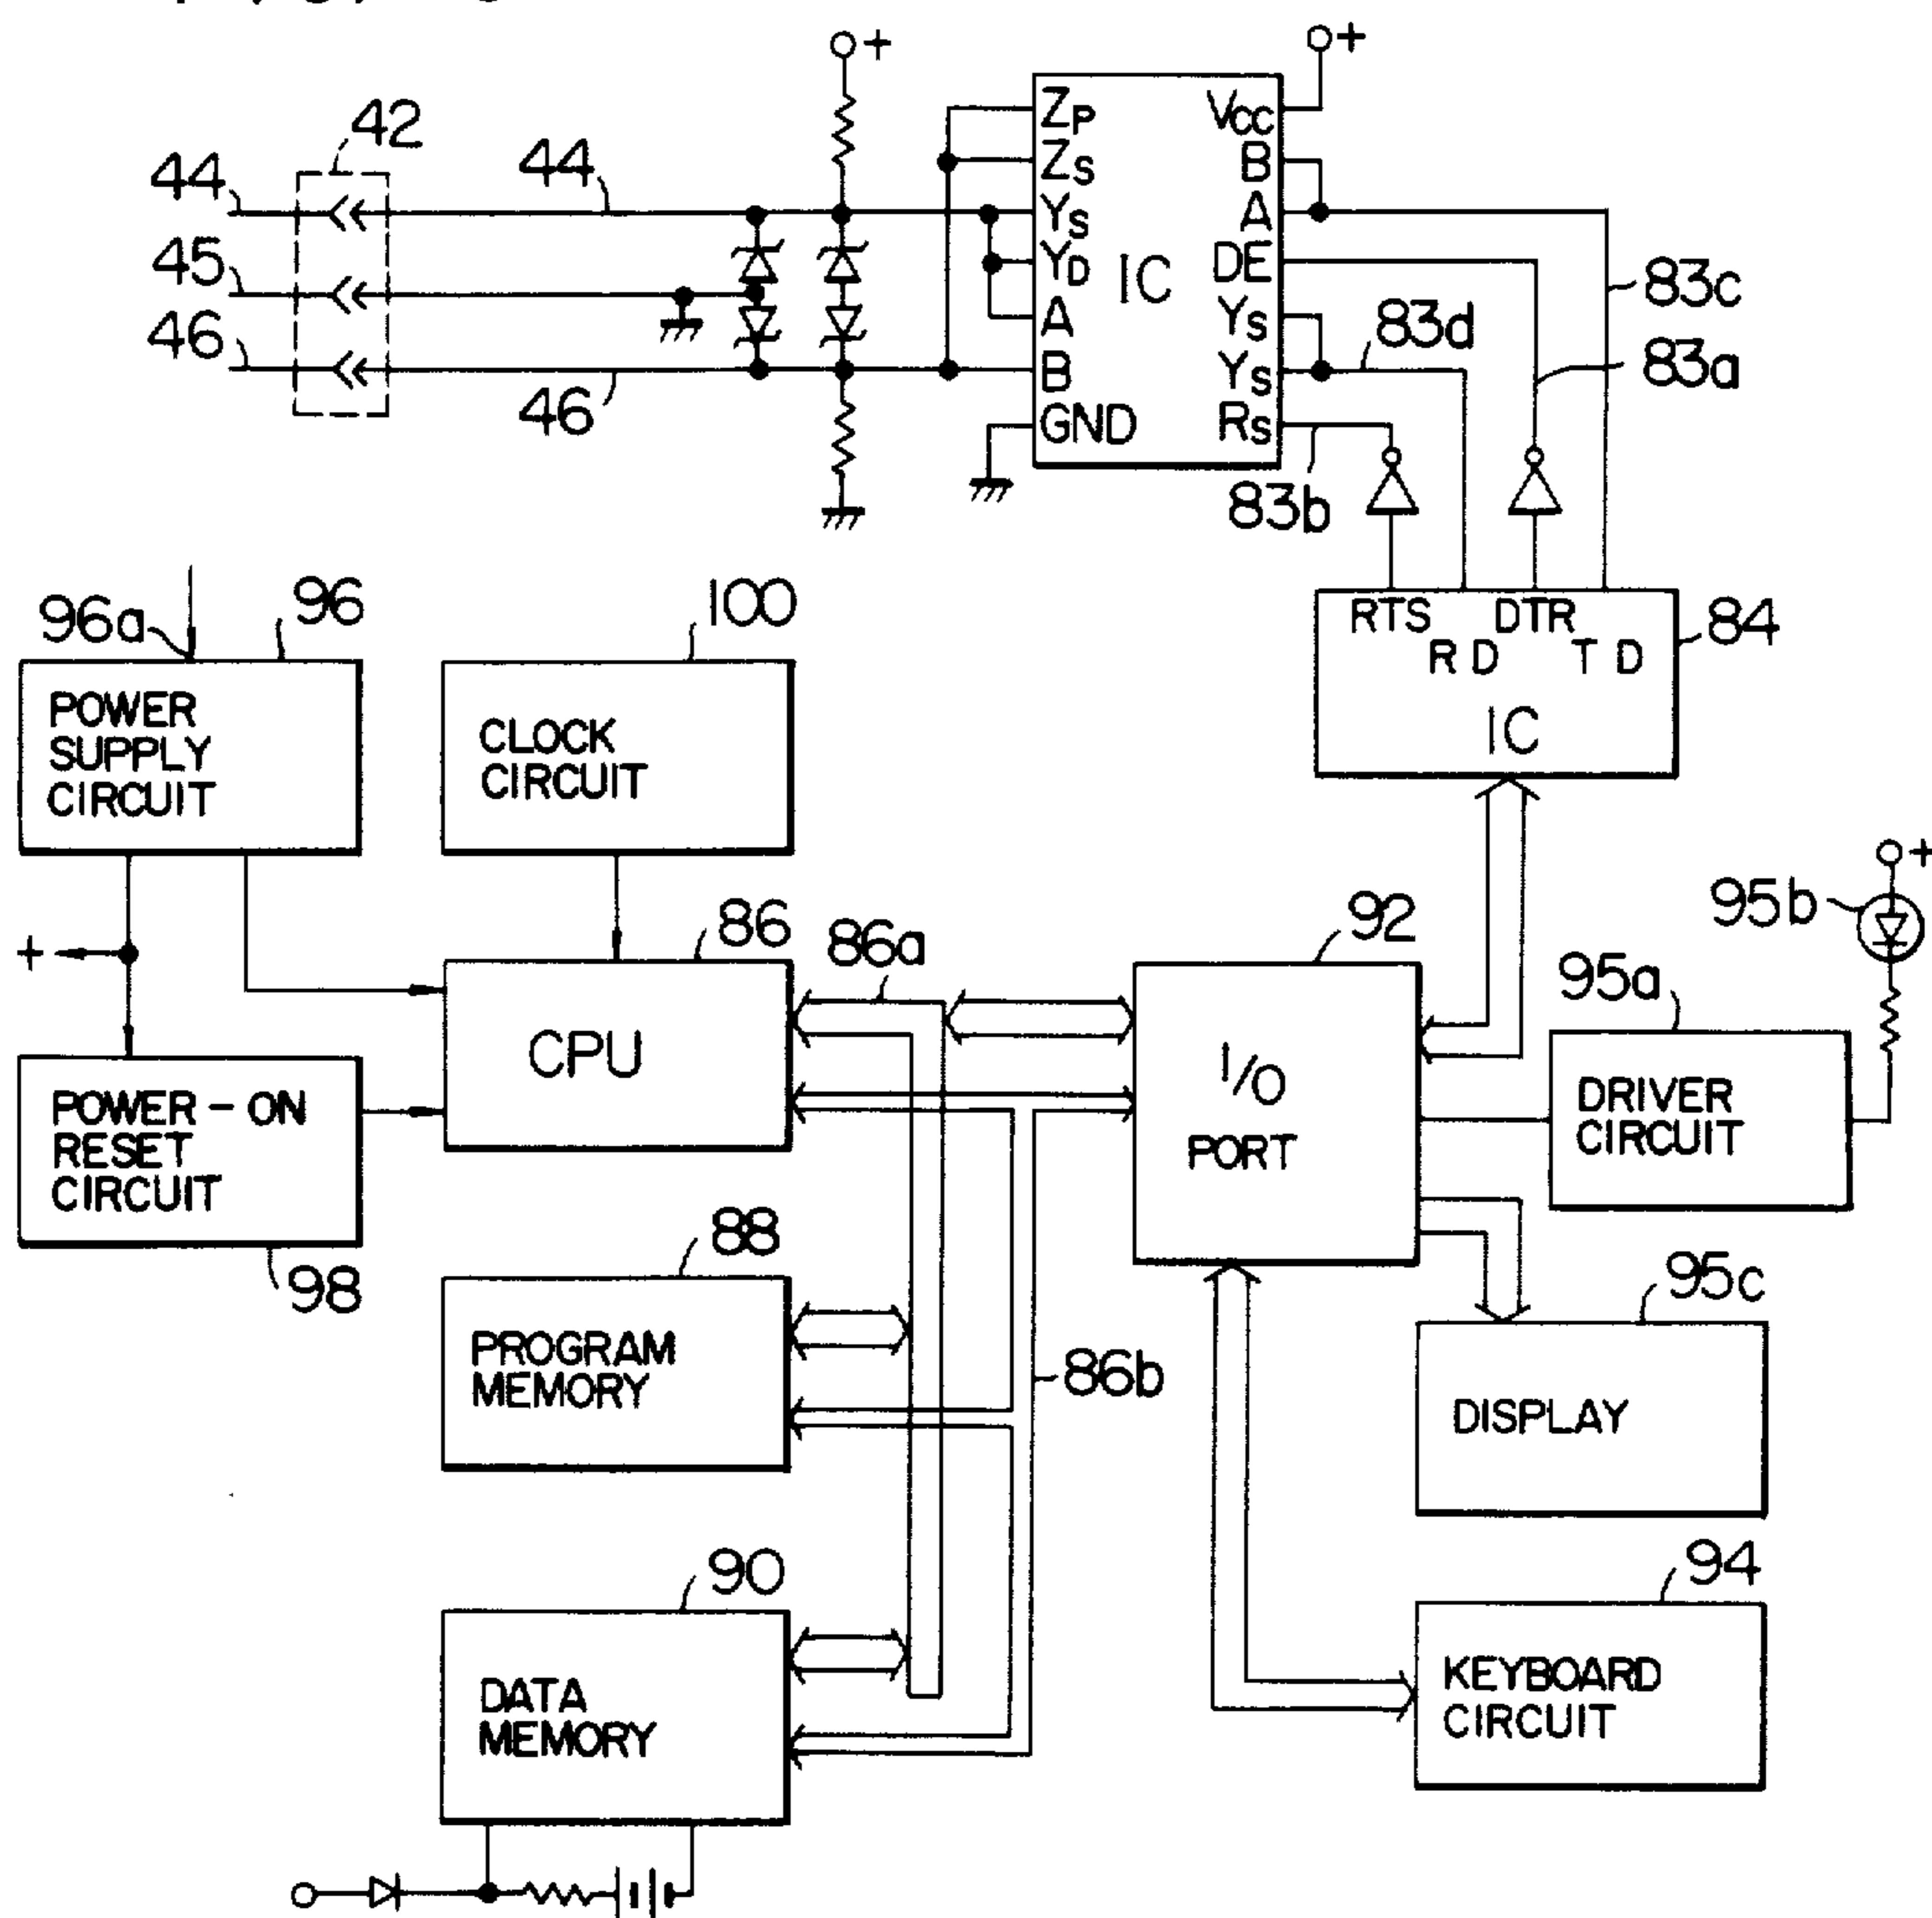 +
+
42
44
44
45
46
46
ZP
ZS
YS
YD
A
B
GND
IC
VCC
B
A
DE
YS
YS
RS
83c
83d
83a
83b
RTS
DTR
RD
TD
IC
84
96a
96
100
POWER
SUPPLY
CIRCUIT
CLOCK
CIRCUIT
+
86
86a
92
95b
+
95a
CPU
I/O
PORT
DRIVER
CIRCUIT
POWER-ON
RESET
CIRCUIT
98
88
95c
PROGRAM
MEMORY
86b
DISPLAY
90
94
DATA
MEMORY
KEYBOARD
CIRCUIT